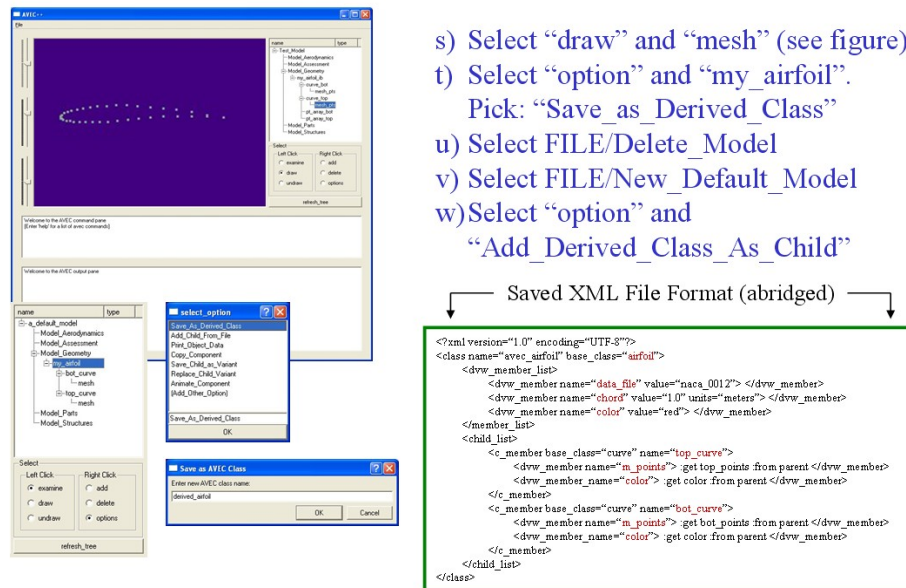 AVEC++
File
name type
Test_Model
Model_Aerodynamics
Model_Assessment
Model_Geometry
my_airfoil_ib
curve_bot
mesh_pts
curve_top
mesh_pts
pt_array_bot
pt_array_top
Model_Parts
Model_Structures
Select
Left Click Right Click
examine add
draw delete
undraw options
refresh_tree
Welcome to the AVEC command pane
(Enter 'help' for a list of avec commands)
Welcome to the AVEC output pane
name type
a_default_model
Model_Aerodynamics
Model_Assessment
Model_Geometry
my_airfoil
bot_curve
mesh
top_curve
mesh
Model_Parts
Model_Structures
Select
Left Click Right Click
examine add
draw delete
undraw options
refresh_tree
select_option
Save_As_Derived_Class
Add_Child_From_File
Print_Object_Data
Copy_Component
Save_Child_as_Variant
Replace_Child_Variant
Animate_Component
(Add_Other_Option)
Save_As_Derived_Class
OK
Save as AVEC Class
Enter new AVEC class name:
derived_airfoil
OK Cancel
s) Select “draw” and “mesh” (see figure)
t) Select “option” and “my_airfoil”.
Pick: “Save_as_Derived_Class”
u) Select FILE/Delete_Model
v) Select FILE/New_Default_Model
w)Select “option” and
“Add_Derived_Class_As_Child”
Saved XML File Format (abridged)
<?xml version=“1.0” encoding=“UTF-8”?>
<class name=“avec_airfoil” base_class=“airfoil”>
<dvw_member_list>
<dvw_member name=“data_file” value=“naca_0012”> </dvw_member>
<dvw_member name=“chord” value=“1.0” units=“meters”> </dvw_member>
<dvw_member name=“color” value=“red”> </dvw_member>
</member_list>
<child_list>
<c_member base_class=“curve” name=“top_curve”>
<dvw_member name=“m_points”> :get top_points :from parent </dvw_member>
<dvw_member_name=“color”> :get color :from parent </dvw_member>
</c_member>
<c_member base_class=“curve” name=“bot_curve”>
<dvw_member name=“m_points”> :get bot_points :from parent </dvw_member>
<dvw_member_name=“color”> :get color :from parent </dvw_member>
</c_member>
</child_list>
</class>